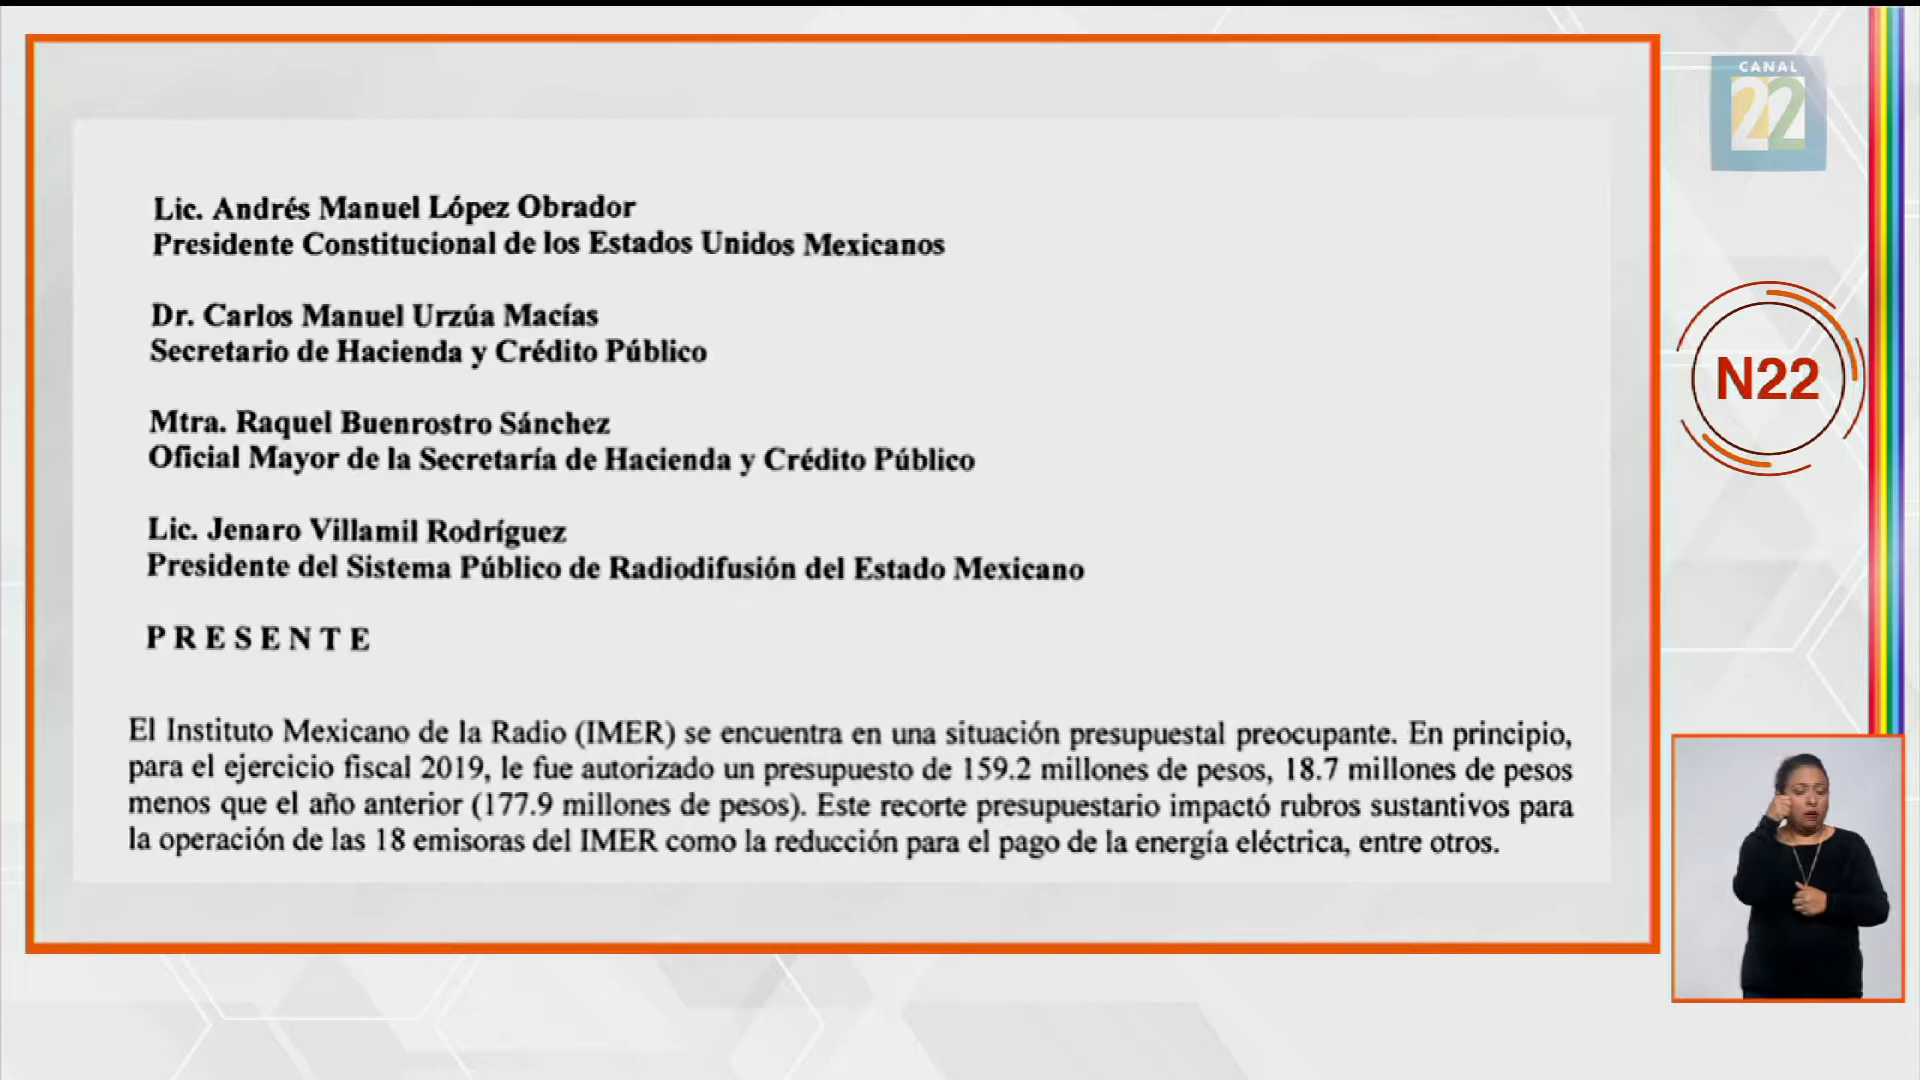 CANAL
22
Lic. Andrés Manuel López Obrador
Presidente Constitucional de los Estados Unidos Mexicanos
Dr. Carlos Manuel Urzúa Macías
Secretario de Hacienda y Crédito Público
N22
Mtra. Raquel Buenrostro Sánchez
Oficial Mayor de la Secretaría de Hacienda y Crédito Público
Lic. Jenaro Villamil Rodríguez
Presidente del Sistema Público de Radiodifusión del Estado Mexicano
P R E S E N T E
El Instituto Mexicano de la Radio (IMER) se encuentra en una situación presupuestal preocupante. En principio,
para el ejercicio fiscal 2019, le fue autorizado un presupuesto de 159.2 millones de pesos, 18.7 millones de pesos
menos que el año anterior (177.9 millones de pesos). Este recorte presupuestario impactó rubros sustantivos para
la operación de las 18 emisoras del IMER como la reducción para el pago de la energía eléctrica, entre otros.